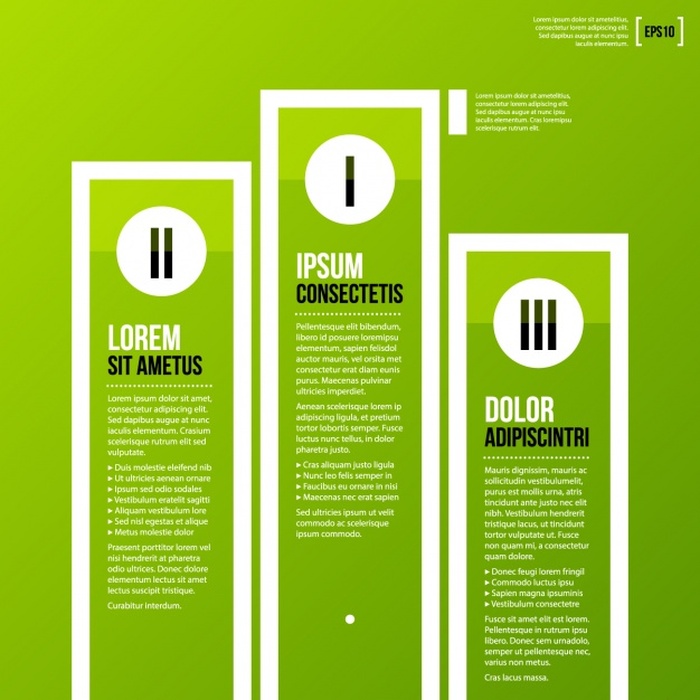 Lorem ipsum dolor sit ametelitius,
consectetur lorem adipiscing elit.
Sed dapibus augue at nunc ipsu
iaculis elementum.
EPS10
Lorem ipsum dolor sit ametelitius,
consectetur lorem adipiscing elit.
Sed dapibus augue at nunc ipsu
iaculis elementum. Cras loremipsu
scelerisque rutrum elit.
II
LOREM
SIT AMETUS
Lorem ipsum dolor sit amet,
consectetur adipiscing elit.
Sed dapibus augue at nunc
iaculis elementum. Crasium
scelerisque rutrum elit sed
vulputate.
▸ Duis molestie eleifend nib
▸ Ut ultricies aenean ornare
▸ Ipsum sed odio sodales
▸ Vestibulum eratelit sagitti
▸ Aliquam vestibulum lore
▸ Sed nisl egestas et alique
▸ Metus molestie dolor
Praesent porttitor lorem vel
nisi hendrerit at pharetra
odio ultrices. Donec dolore
elementum lectus sit amet
lectus suscipit tristique.
Curabitur interdum.
I
IPSUM
CONSECTETIS
Pellentesque elit bibendum,
libero id posuere commodo,
elementum, sapien felisdol
auctor mauris, vel orsita met
consectetur erat diam eunis
purus. Maecenas pulvinar
ultricies imperdiet.
Aenean scelerisque lorem ip
adipiscing ligula, et pretium
tortor lobortis semper. Fusce
luctus nunc tellus, in dolor
pharetra justo.
▸ Cras aliquam justo ligula
▸ Nunc leo felis semper in
▸ Faucibus eu ornare in nisi
▸ Maecenas nec erat sapien
Sed ultricies ipsum ut velit
commodo ac scelerisque
ipsum commodo.
III
DOLOR
ADIPISCINTRI
Mauris dignissim, mauris ac
sollicitudin vulputatevelit,
purus est mollis urna, atris
tincidunt ante justo nec elit
nibh. Vestibulum hendrerit
tristique lacus, ut tincidunt
tortor vulputate ut. Fusce
non quam mi, a consectetur
quam dolore.
▸ Donec feugi lorem fringil
▸ Commodo luctus ipsu
▸ Sapien magna ipsuminis
▸ Vestibulum consectetre
Fusce sit amet elit est lorem.
Pellentesque in rutrum ipsu
libero. Donec sem urnadolo,
semper ut pellentesque nec,
varius non metus.
Cras lacus massa.